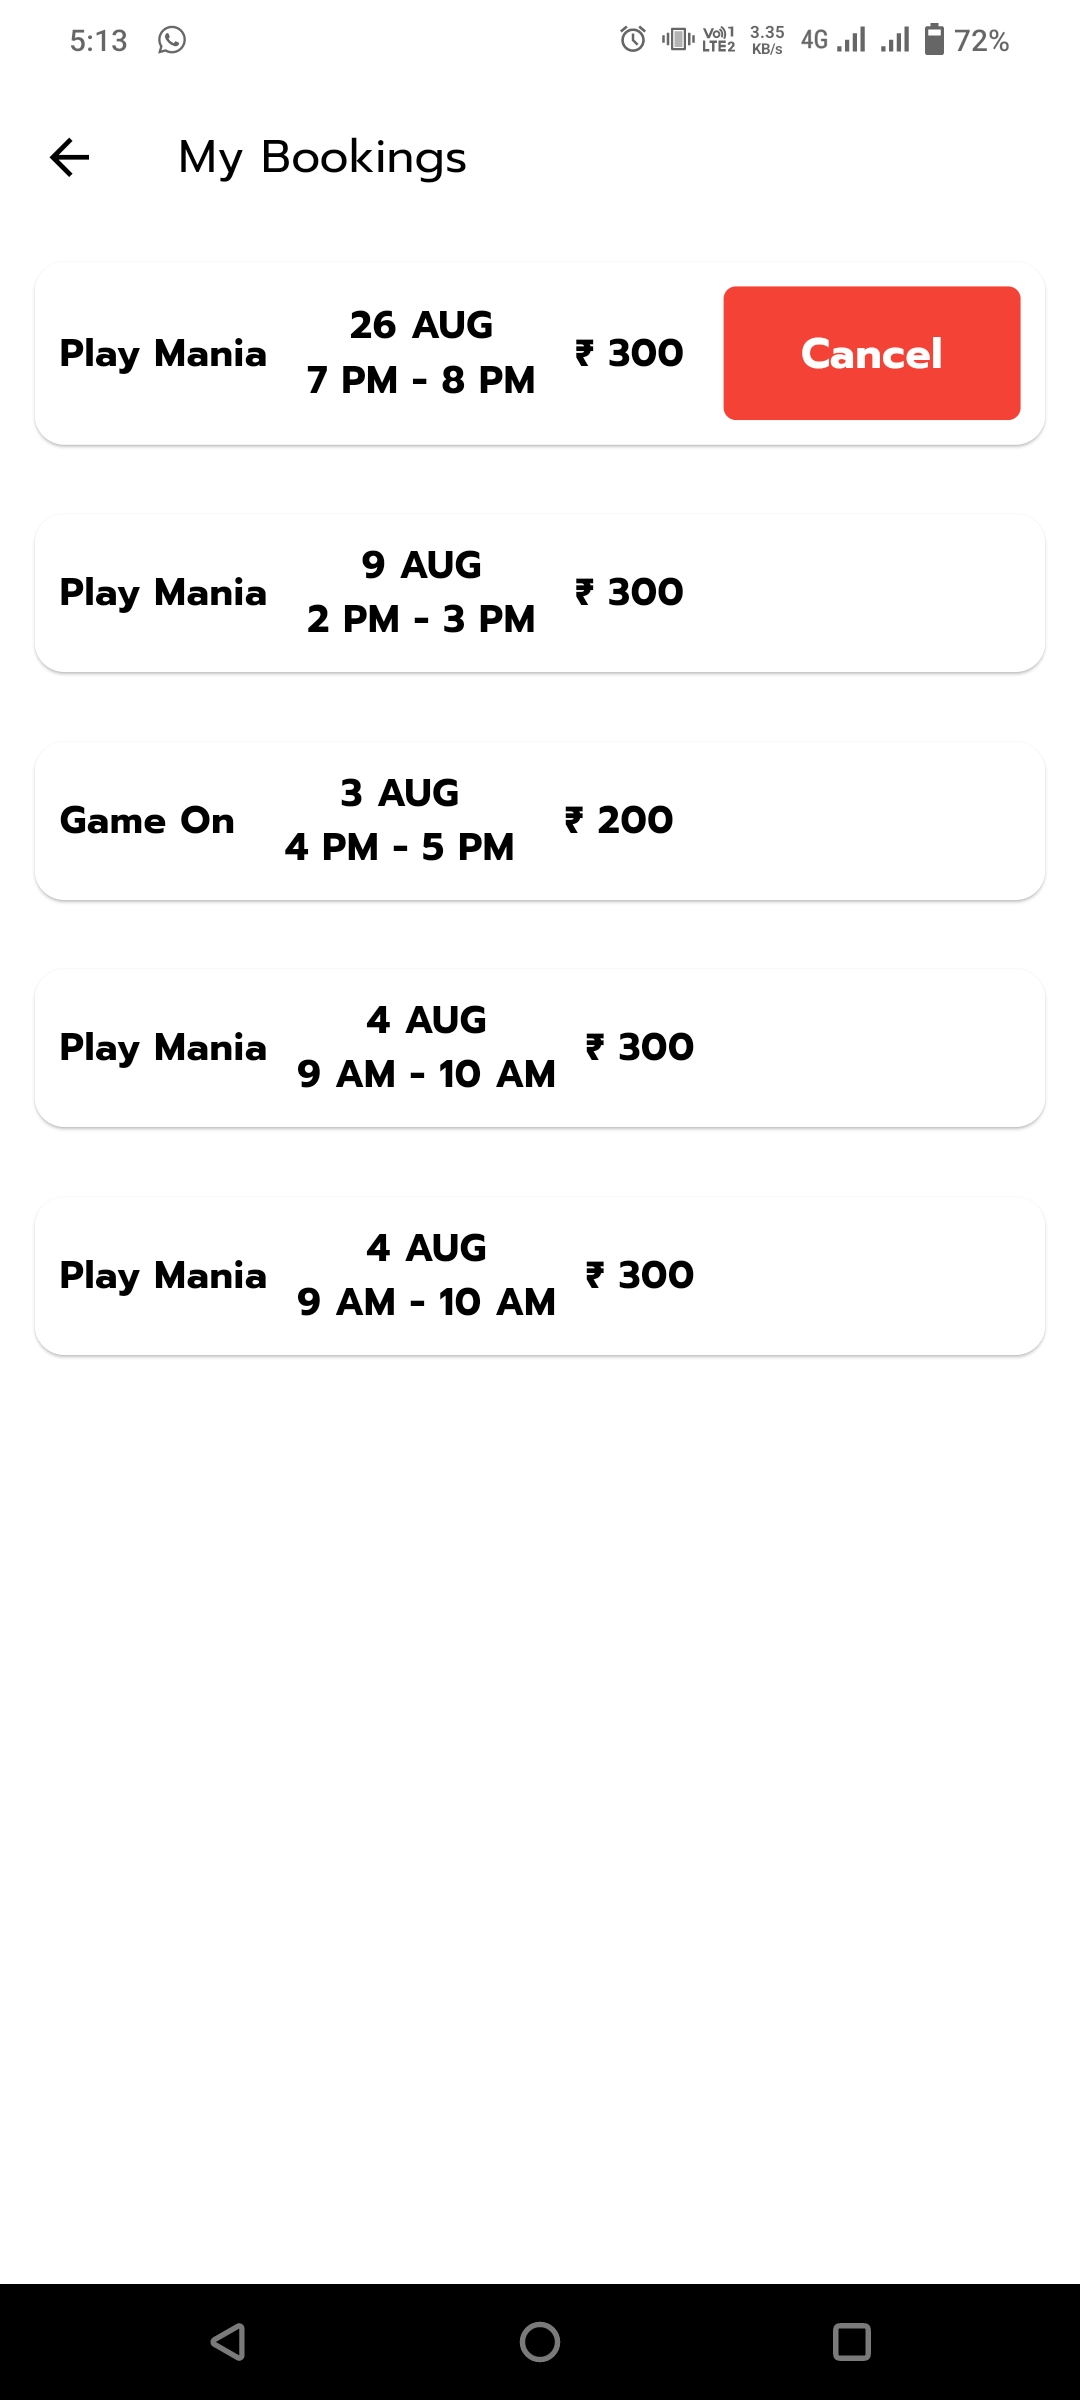 5:13
Vo))1
LTE2
3.35
KB/s
4G
72%
My Bookings
Play Mania
26 AUG
7 PM - 8 PM
₹ 300
Cancel
Play Mania
9 AUG
2 PM - 3 PM
₹ 300
Game On
3 AUG
4 PM - 5 PM
₹ 200
Play Mania
4 AUG
9 AM - 10 AM
₹ 300
Play Mania
4 AUG
9 AM - 10 AM
₹ 300